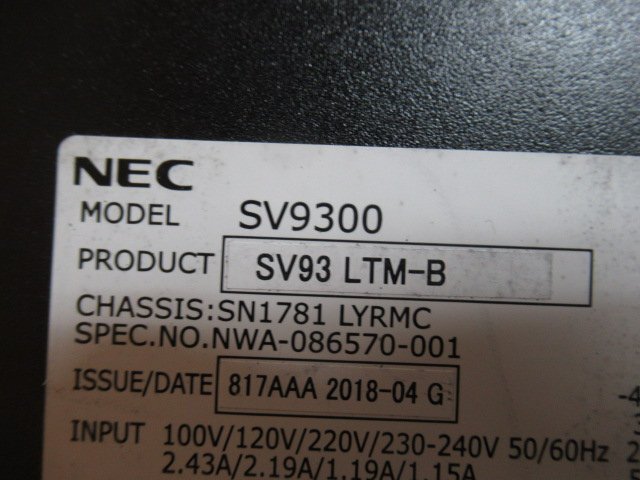 NEC
MODEL SV9300
PRODUCT SV93 LTM-B
CHASSIS:SN1781 LYRMC
SPEC.NO.NWA-086570-001
ISSUE/DATE 817AAA 2018-04 G
INPUT 100V/120V/220V/230-240V 50/60Hz
2.43A/2.19A/1.19A/1.15A